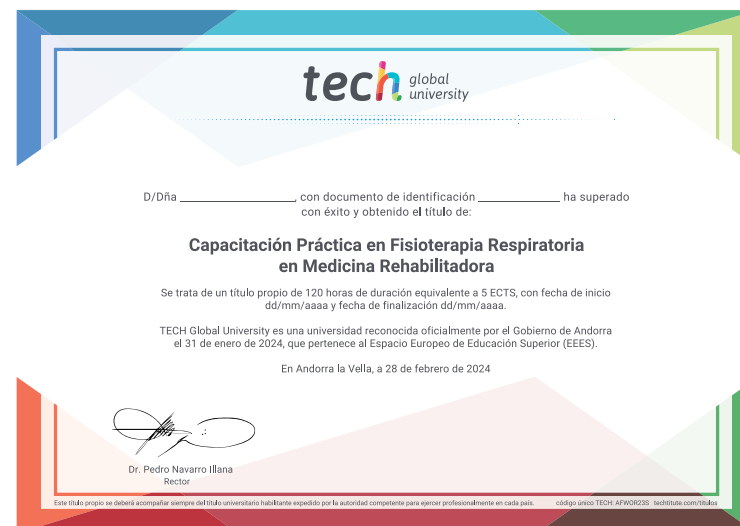 tech global
university
D/Dña ______________, con documento de identificación ______________ ha superado
con éxito y obtenido el título de:
Capacitación Práctica en Fisioterapia Respiratoria
en Medicina Rehabilitadora
Se trata de un título propio de 120 horas de duración equivalente a 5 ECTS, con fecha de inicio
dd/mm/aaaa y fecha de finalización dd/mm/aaaa.
TECH Global University es una universidad reconocida oficialmente por el Gobierno de Andorra
el 31 de enero de 2024, que pertenece al Espacio Europeo de Educación Superior (EEES).
En Andorra la Vella, a 28 de febrero de 2024
Dr. Pedro Navarro Illana
Rector
Este título propio se deberá acompañar siempre del título universitario habilitante expedido por la autoridad competente para ejercer profesionalmente en cada país. código único TECH: AFWOR23S techtitute.com/titulos